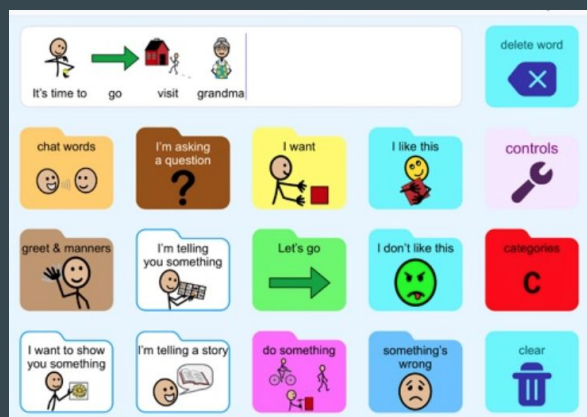 It's time to go visit grandma
delete word
chat words
I'm asking
a question
?
I want
I like this
controls
greet & manners
I'm telling
you something
Let's go
I don't like this
categories
C
I want to show
you something
I'm telling a story
do something
something's
wrong
clear